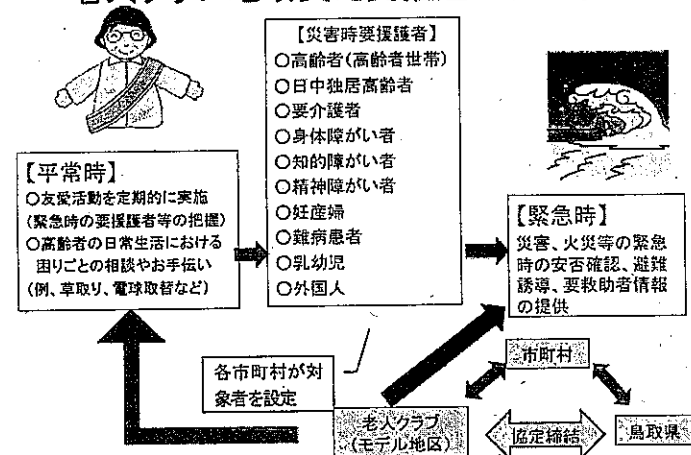 【災害時要援護者】
○高齢者(高齢者世帯)
○日中独居高齢者
○要介護者
○身体障がい者
○知的障がい者
○精神障がい者
○妊産婦
○難病患者
○乳幼児
○外国人
【平常時】
○友愛活動を定期的に実施
(緊急時の要援護者等の把握)
○高齢者の日常生活における
困りごとの相談やお手伝い
(例、草取り、電球取替など)
【緊急時】
災害、火災等の緊急
時の安否確認、避難
誘導、要救助者情報
の提供
各市町村が対
象者を設定
市町村
老人クラブ
(モデル地区)
協定締結
鳥取県